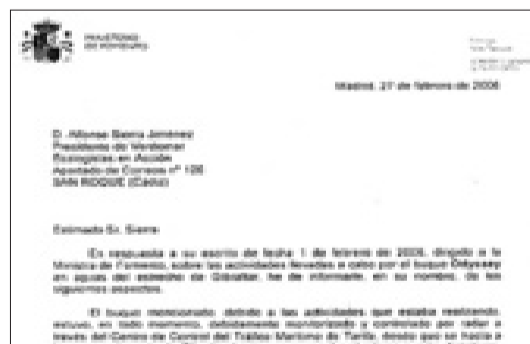 MINISTERIO
DE FOMENTO
Madrid, 27 de febrero de 2006
D. Alfonso Sierra Jiménez
Presidente de Verdemar
Ecologistas en Acción
Apartado de Correos nº 106
SAN ROQUE (Cádiz)
Estimado Sr. Sierra
En respuesta a su escrito de fecha 1 de febrero de 2006, dirigido a la
Ministra de Fomento, sobre las actividades llevadas a cabo por el buque Odyssey
en aguas del estrecho de Gibraltar, he de informarle, en su nombre, de los
siguientes aspectos.
El buque mencionado, debido a las actividades que estaba realizando,
estuvo, en todo momento, debidamente monitorizado y controlado por radar a
través del Centro de Control del Tráfico Marítimo de Tarifa, desde que se hacía a